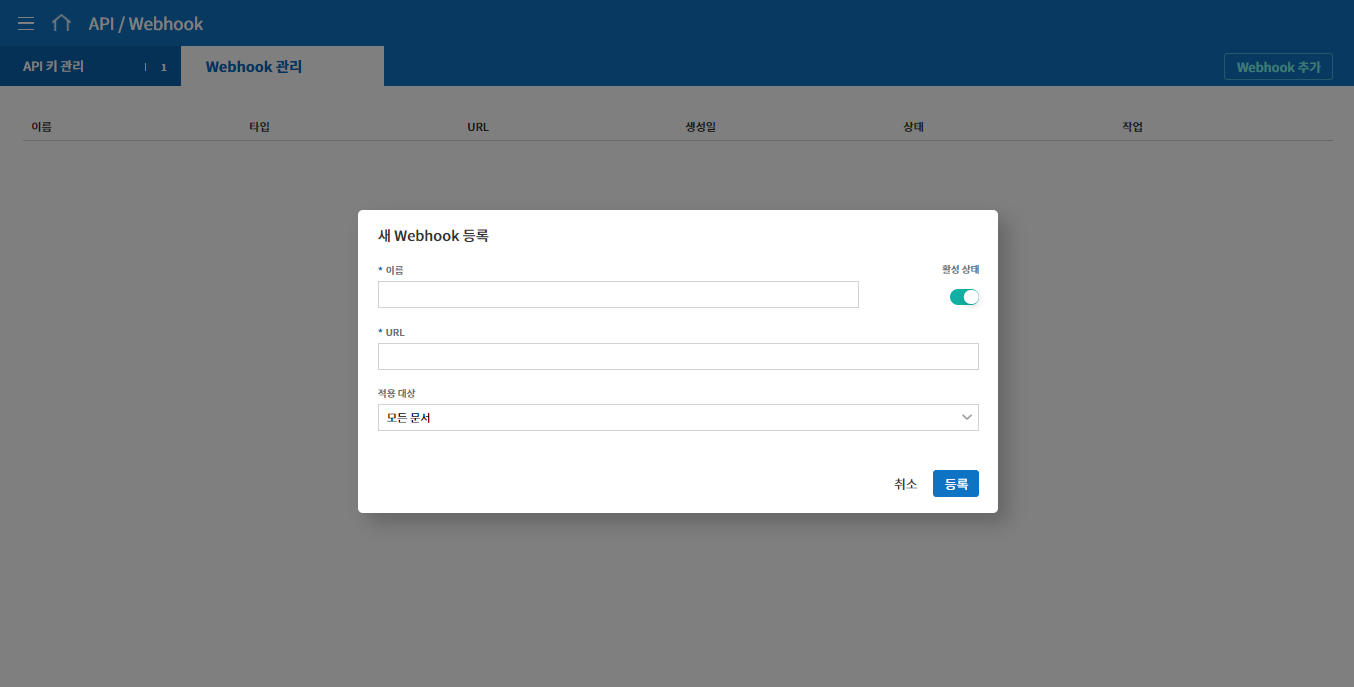 API / Webhook
API 키 관리 1
Webhook 관리
Webhook 추가
이름 타입 URL 생성일 상태 작업
새 Webhook 등록
* 이름
활성 상태
* URL
적용 대상
모든 문서
취소 등록